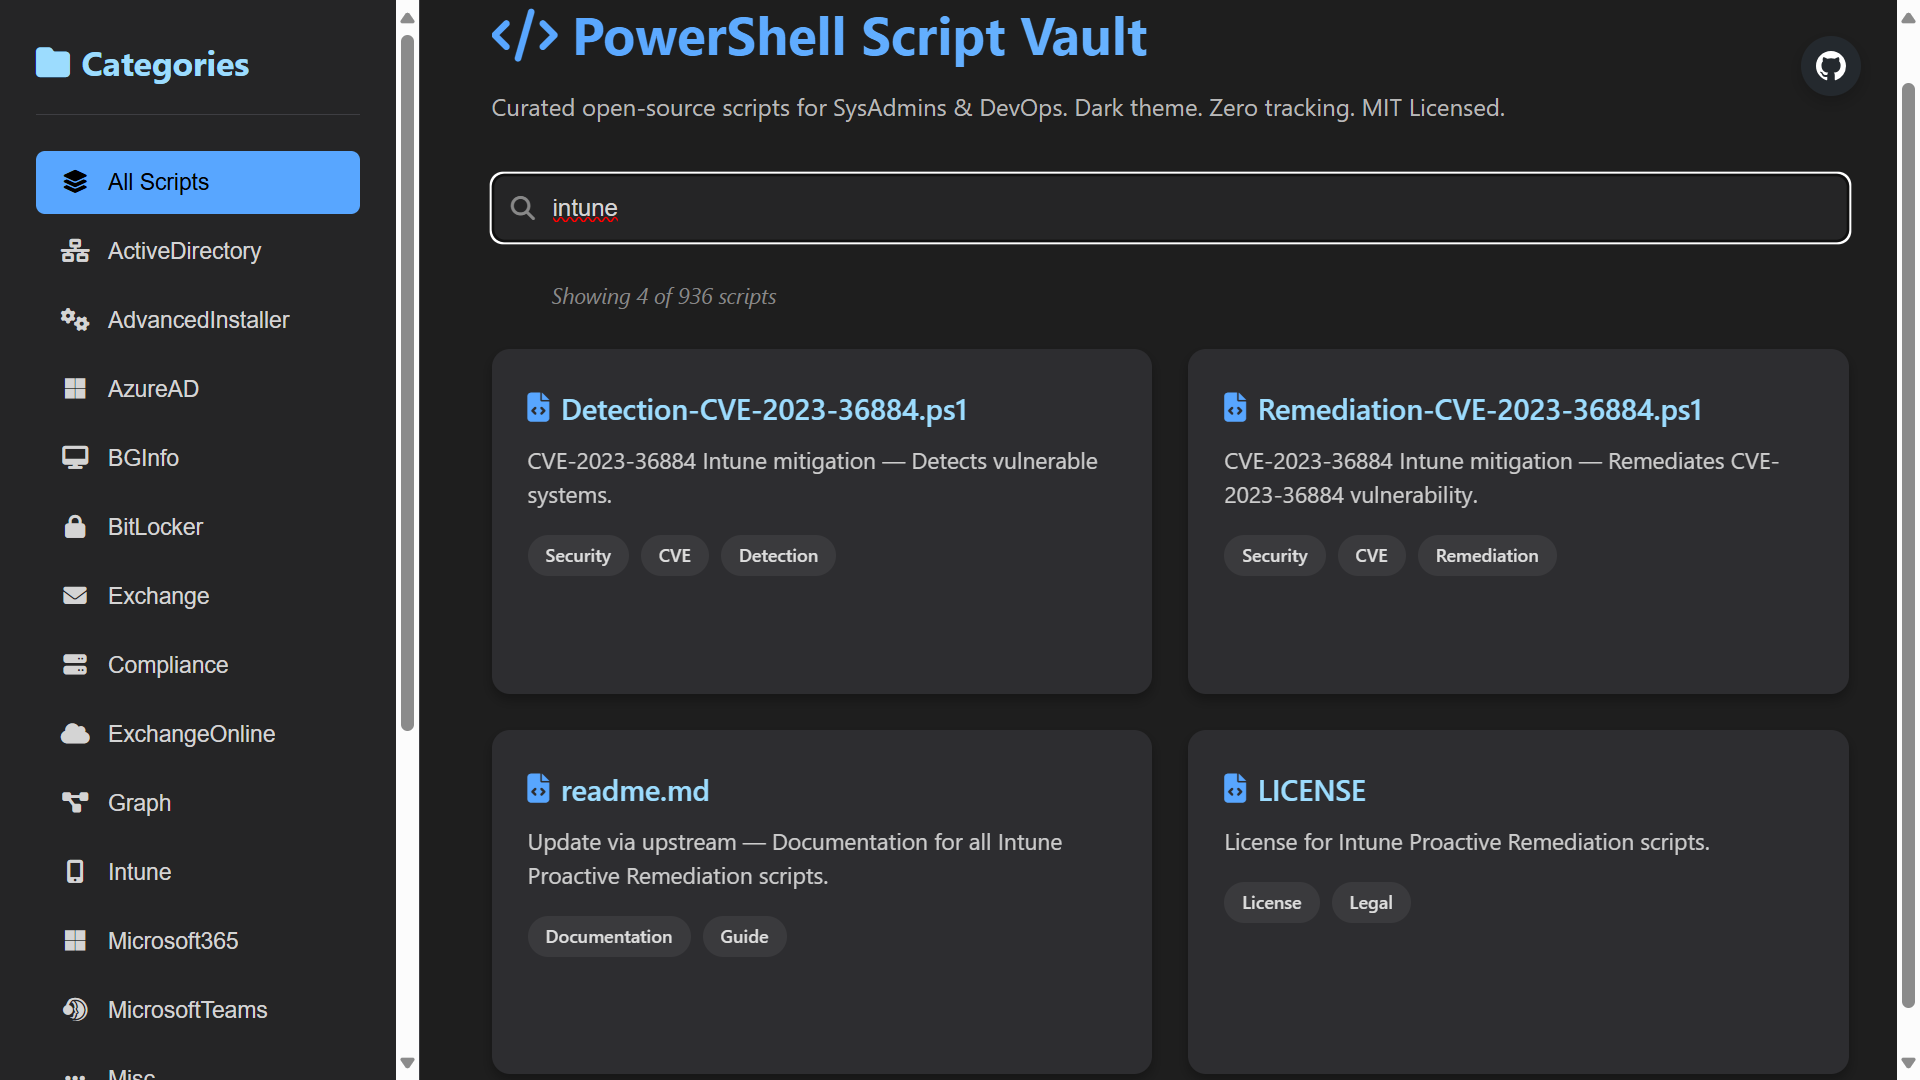 Categories
All Scripts
ActiveDirectory
AdvancedInstaller
AzureAD
BGInfo
BitLocker
Exchange
Compliance
ExchangeOnline
Graph
Intune
Microsoft365
MicrosoftTeams
Misc
</> PowerShell Script Vault
Curated open-source scripts for SysAdmins & DevOps. Dark theme. Zero tracking. MIT Licensed.
intune
Showing 4 of 936 scripts
Detection-CVE-2023-36884.ps1
CVE-2023-36884 Intune mitigation — Detects vulnerable
systems.
Security CVE Detection
Remediation-CVE-2023-36884.ps1
CVE-2023-36884 Intune mitigation — Remediates CVE-
2023-36884 vulnerability.
Security CVE Remediation
readme.md
Update via upstream — Documentation for all Intune
Proactive Remediation scripts.
Documentation Guide
LICENSE
License for Intune Proactive Remediation scripts.
License Legal